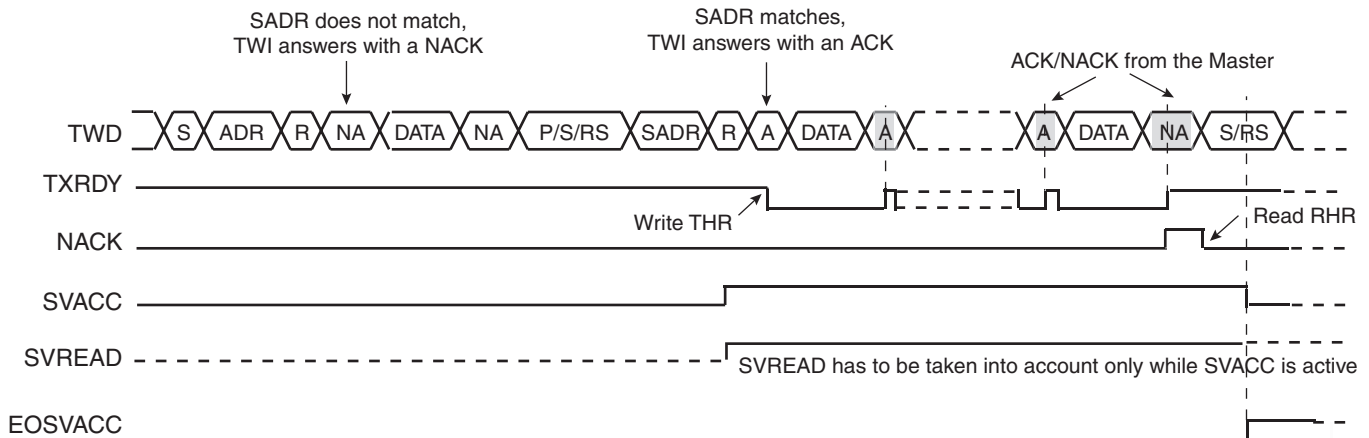 SADR does not match,
TWI answers with a NACK
SADR matches,
TWI answers with an ACK
ACK/NACK from the Master
TWD S ADR R NA DATA NA P/S/RS SADR R A DATA A A DATA NA S/RS
TXRDY
Write THR
Read RHR
NACK
SVACC
SVREAD
SVREAD has to be taken into account only while SVACC is active
EOSVACC